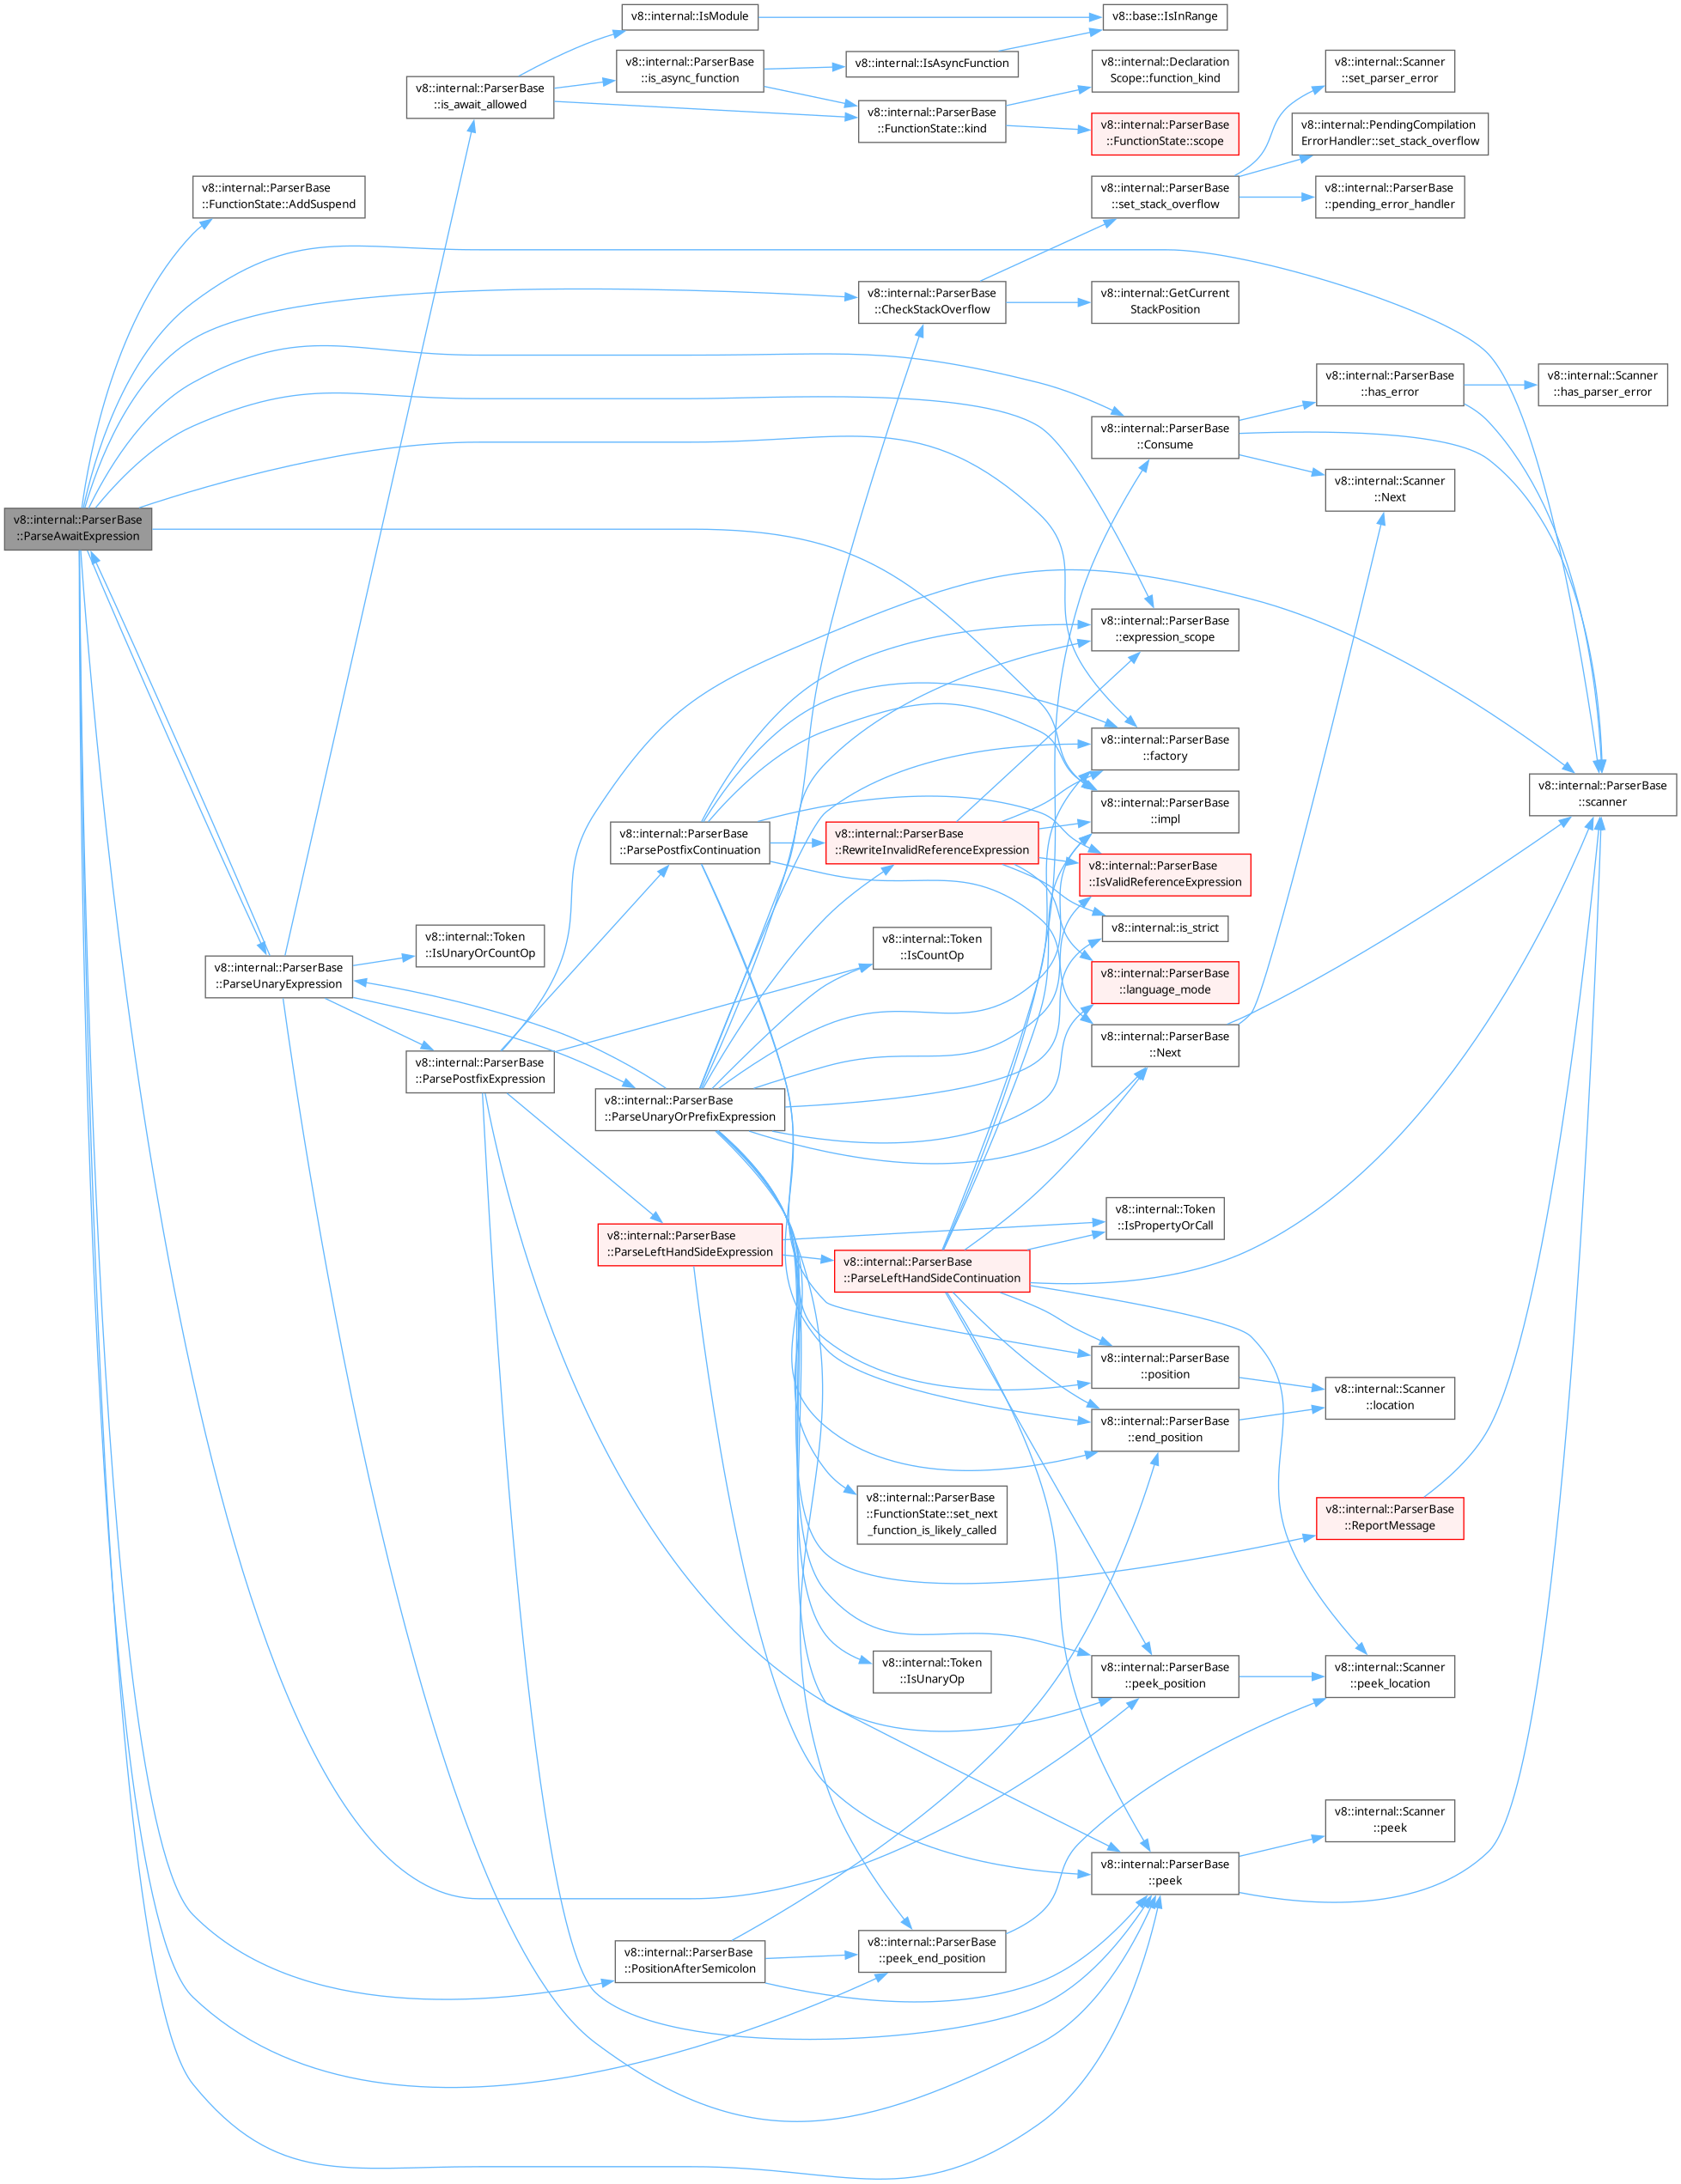 v8::internal::IsModule
v8::base::IsInRange
v8::internal::ParserBase
::is_async_function
v8::internal::IsAsyncFunction
v8::internal::Declaration
Scope::function_kind
v8::internal::Scanner
::set_parser_error
v8::internal::ParserBase
::is_await_allowed
v8::internal::ParserBase
::FunctionState::kind
v8::internal::ParserBase
::FunctionState::scope
v8::internal::PendingCompilation
ErrorHandler::set_stack_overflow
v8::internal::ParserBase
::FunctionState::AddSuspend
v8::internal::ParserBase
::set_stack_overflow
v8::internal::ParserBase
::pending_error_handler
v8::internal::ParserBase
::CheckStackOverflow
v8::internal::GetCurrent
StackPosition
v8::internal::ParserBase
::has_error
v8::internal::Scanner
::has_parser_error
v8::internal::ParserBase
::Consume
v8::internal::Scanner
::Next
v8::internal::ParserBase
::ParseAwaitExpression
v8::internal::ParserBase
::expression_scope
v8::internal::ParserBase
::factory
v8::internal::ParserBase
::scanner
v8::internal::ParserBase
::impl
v8::internal::ParserBase
::ParsePostfixContinuation
v8::internal::ParserBase
::RewriteInvalidReferenceExpression
v8::internal::ParserBase
::IsValidReferenceExpression
v8::internal::is_strict
v8::internal::Token
::IsUnaryOrCountOp
v8::internal::Token
::IsCountOp
v8::internal::ParserBase
::ParseUnaryExpression
v8::internal::ParserBase
::language_mode
v8::internal::ParserBase
::ParsePostfixExpression
v8::internal::ParserBase
::Next
v8::internal::ParserBase
::ParseUnaryOrPrefixExpression
v8::internal::Token
::IsPropertyOrCall
v8::internal::ParserBase
::ParseLeftHandSideExpression
v8::internal::ParserBase
::ParseLeftHandSideContinuation
v8::internal::ParserBase
::position
v8::internal::Scanner
::location
v8::internal::ParserBase
::end_position
v8::internal::ParserBase
::FunctionState::set_next
_function_is_likely_called
v8::internal::ParserBase
::ReportMessage
v8::internal::Token
::IsUnaryOp
v8::internal::ParserBase
::peek_position
v8::internal::Scanner
::peek_location
v8::internal::Scanner
::peek
v8::internal::ParserBase
::peek
v8::internal::ParserBase
::PositionAfterSemicolon
v8::internal::ParserBase
::peek_end_position